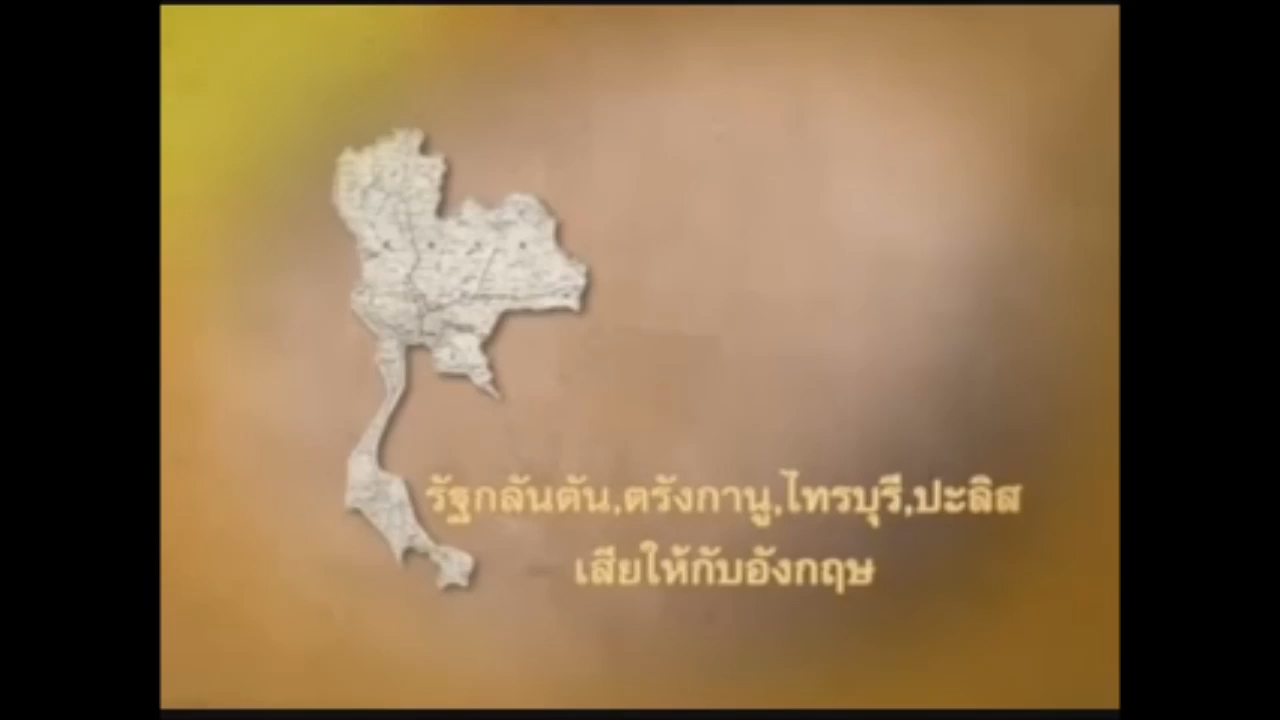 รัฐกลันตัน,ตรังกานู,ไทรบุรี,ปะลิส
เสียให้กับอังกฤษ